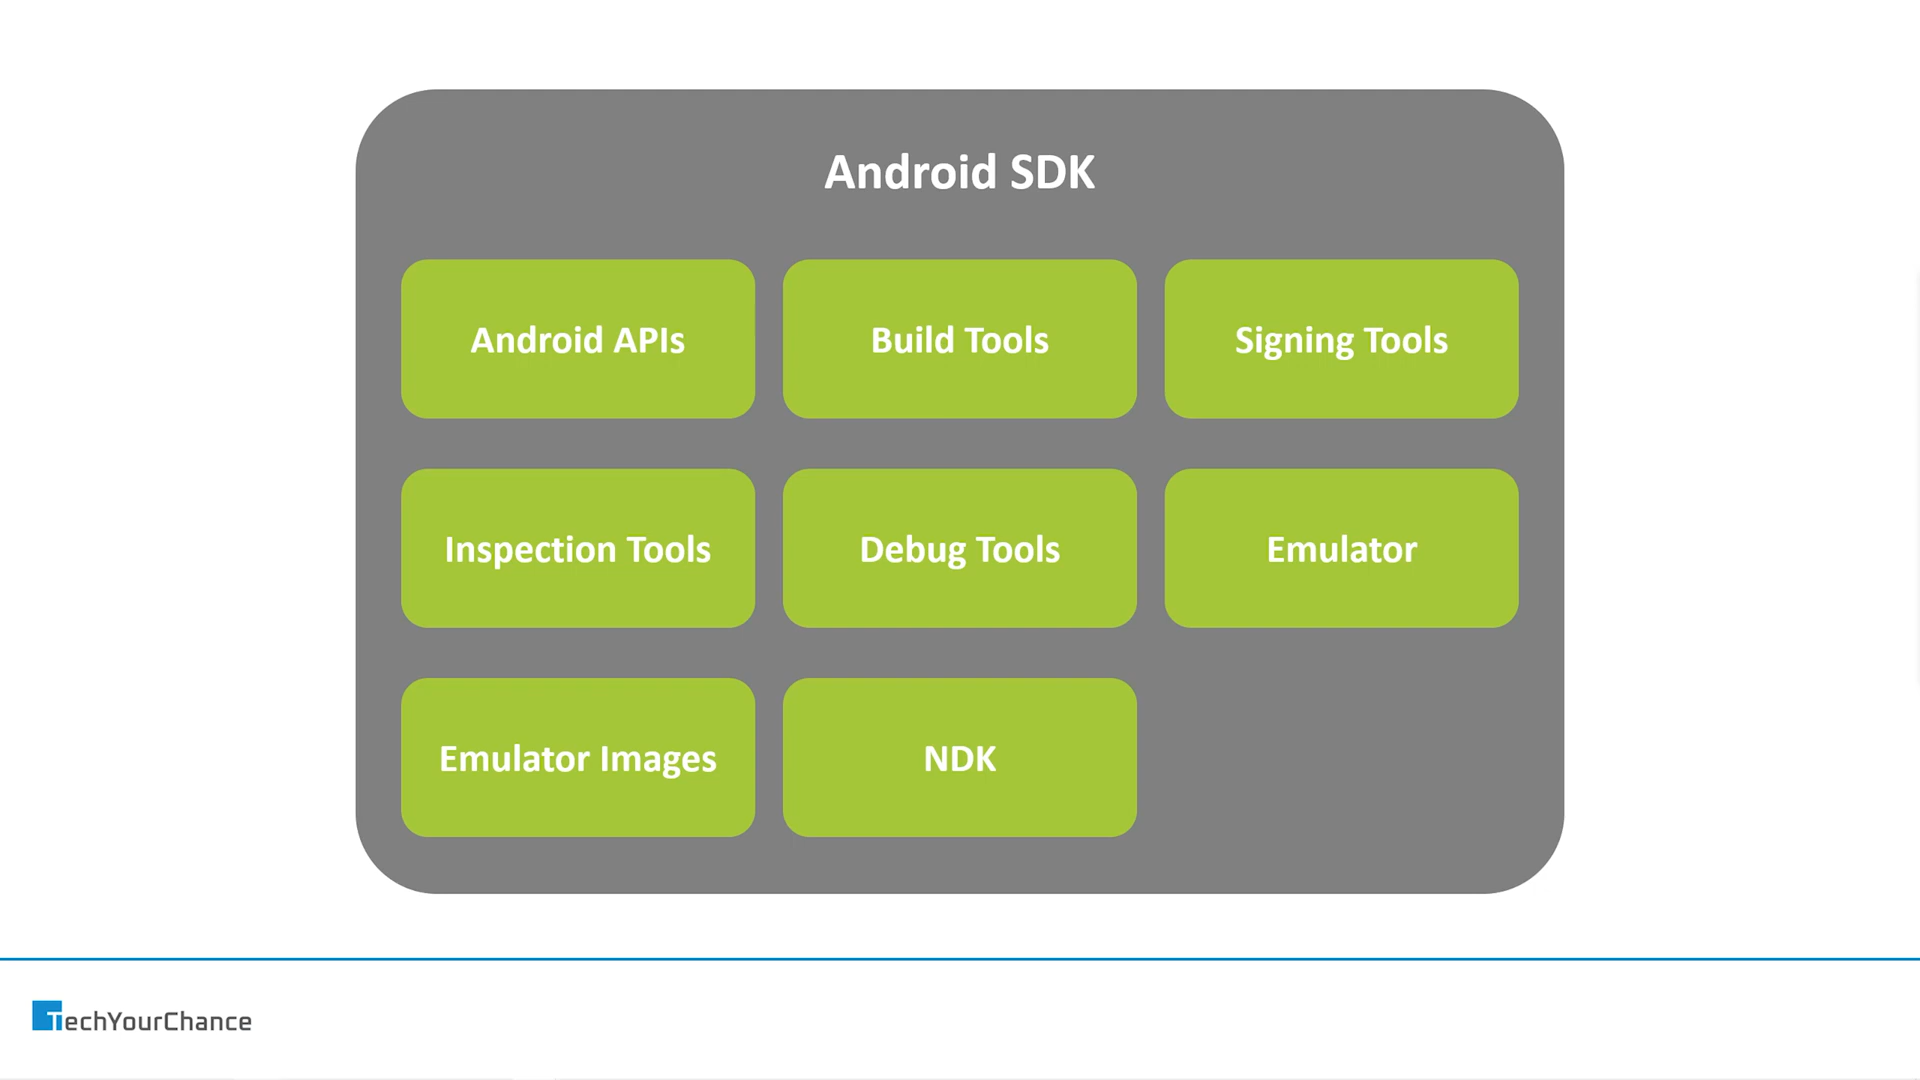 Android SDK
Android APIs
Build Tools
Signing Tools
Inspection Tools
Debug Tools
Emulator
Emulator Images
NDK
TechYourChance